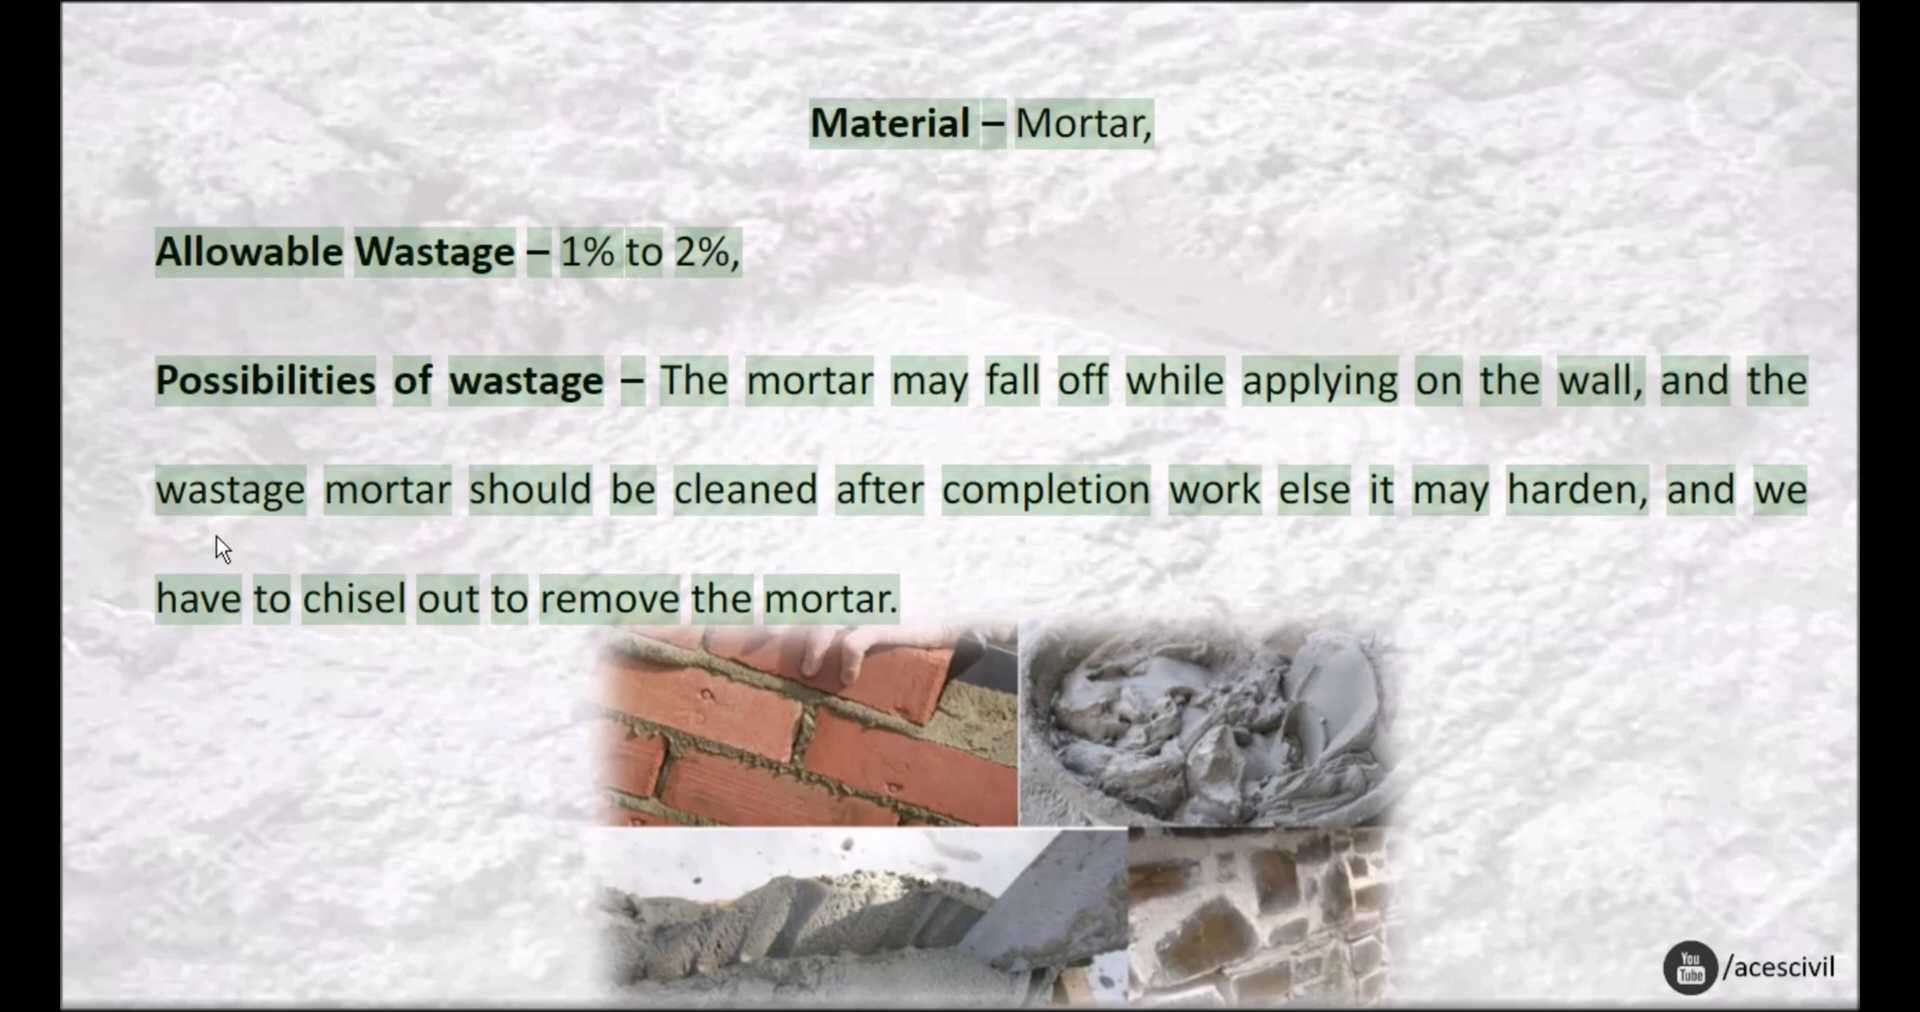 Material – Mortar,
Allowable Wastage – 1% to 2%,
Possibilities of wastage – The mortar may fall off while applying on the wall, and the
wastage mortar should be cleaned after completion work else it may harden, and we
have to chisel out to remove the mortar.
You
Tube
/acescivil